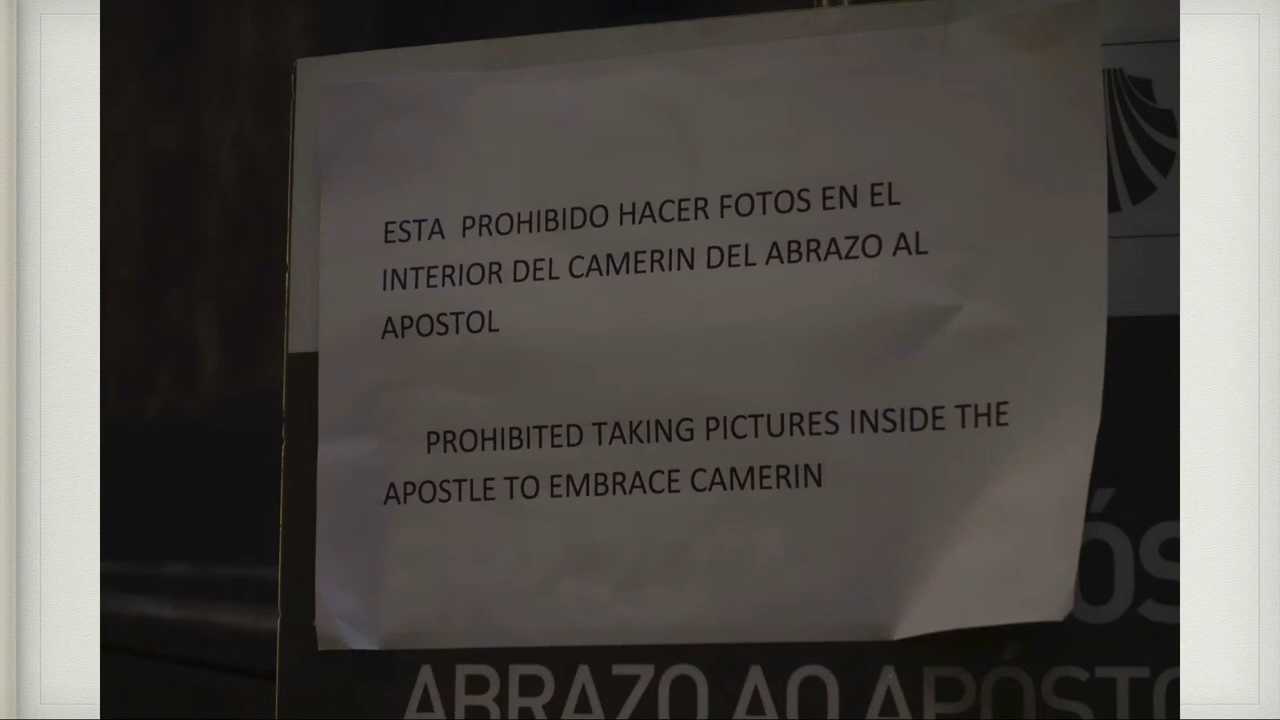 ESTA PROHIBIDO HACER FOTOS EN EL
INTERIOR DEL CAMERIN DEL ABRAZO AL
APOSTOL
PROHIBITED TAKING PICTURES INSIDE THE
APOSTLE TO EMBRACE CAMERIN
ÓS
ABRAZO AO APÓSTO